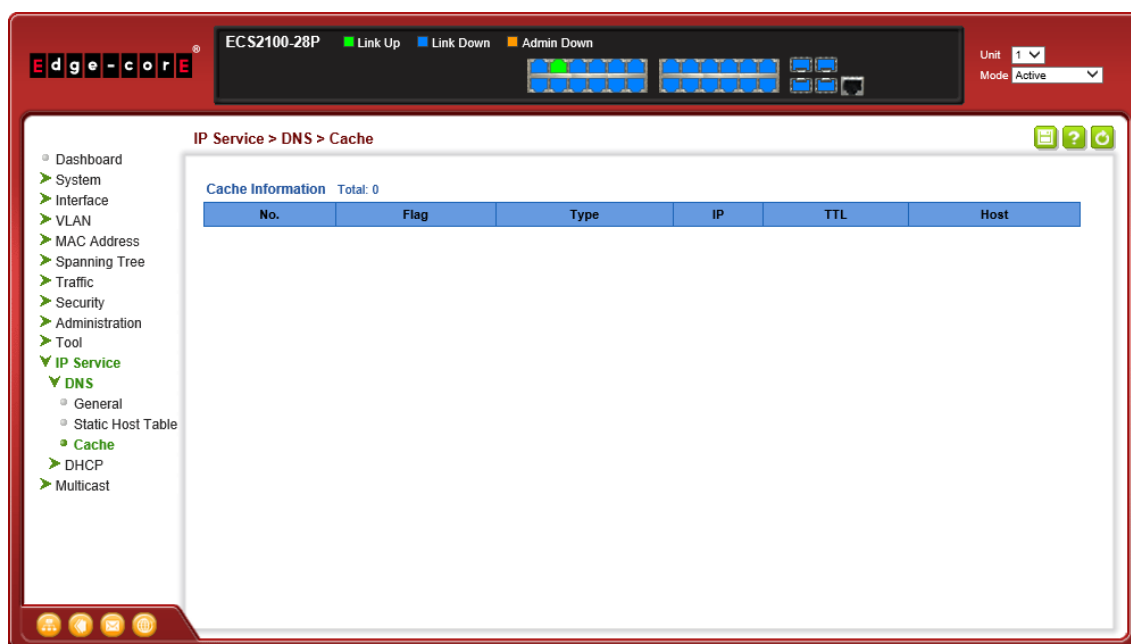 Edge-corE®
ECS2100-28P Link Up Link Down Admin Down
Unit 1
Mode Active
IP Service > DNS > Cache
?
Dashboard
System
Interface
VLAN
MAC Address
Spanning Tree
Traffic
Security
Administration
Tool
IP Service
DNS
General
Static Host Table
Cache
DHCP
Multicast
Cache Information Total: 0
No. Flag Type IP TTL Host